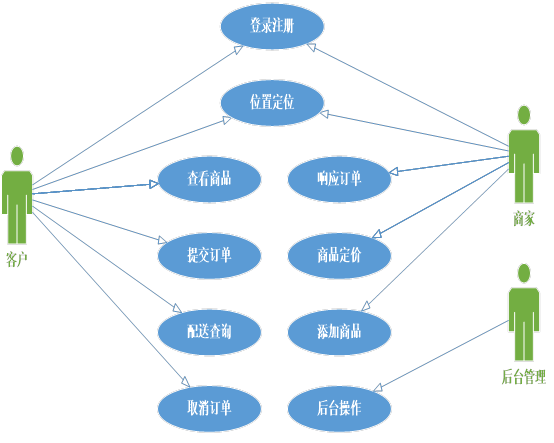 登录注册
位置定位
查看商品
响应订单
商家
提交订单
商品定价
客户
配送查询
添加商品
后台管理
取消订单
后台操作